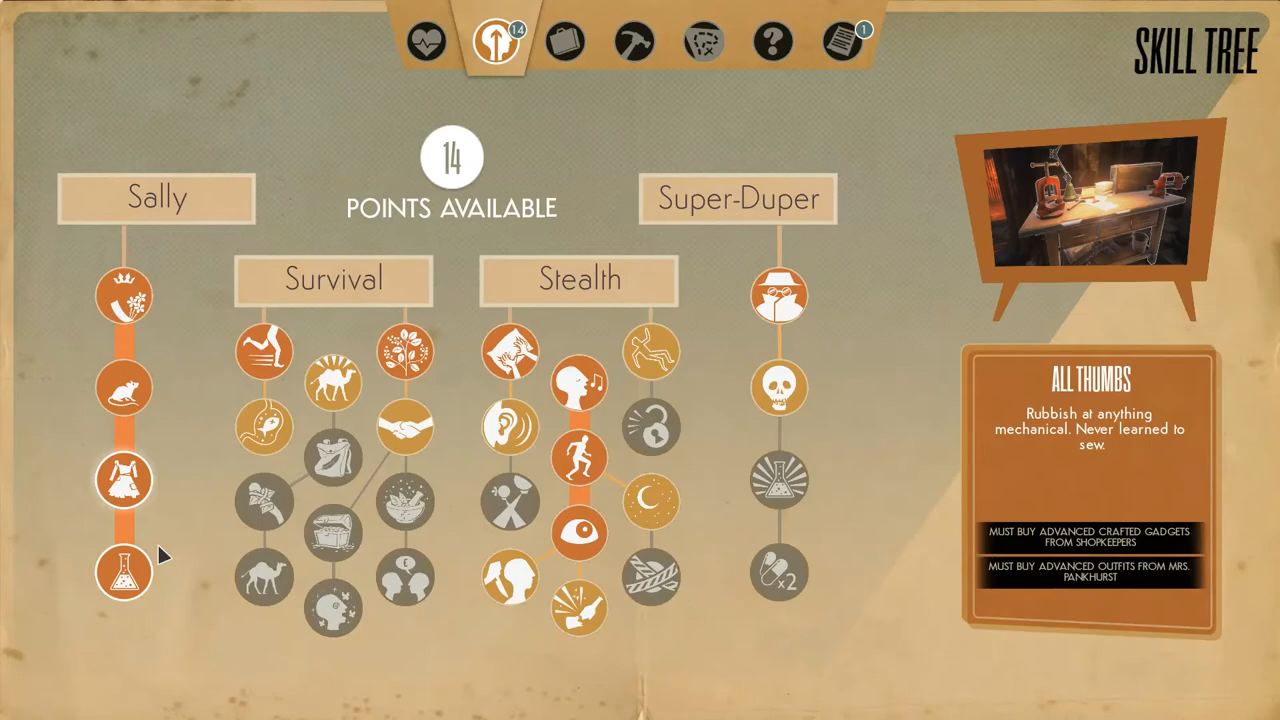 14
1
SKILL TREE
14
POINTS AVAILABLE
Sally
Super-Duper
Survival
Stealth
£
x2
ALL THUMBS
Rubbish at anything
mechanical. Never learned to
sew.
MUST BUY ADVANCED CRAFTED GADGETS
FROM SHOPKEEPERS
MUST BUY ADVANCED OUTFITS FROM MRS.
PANKHURST